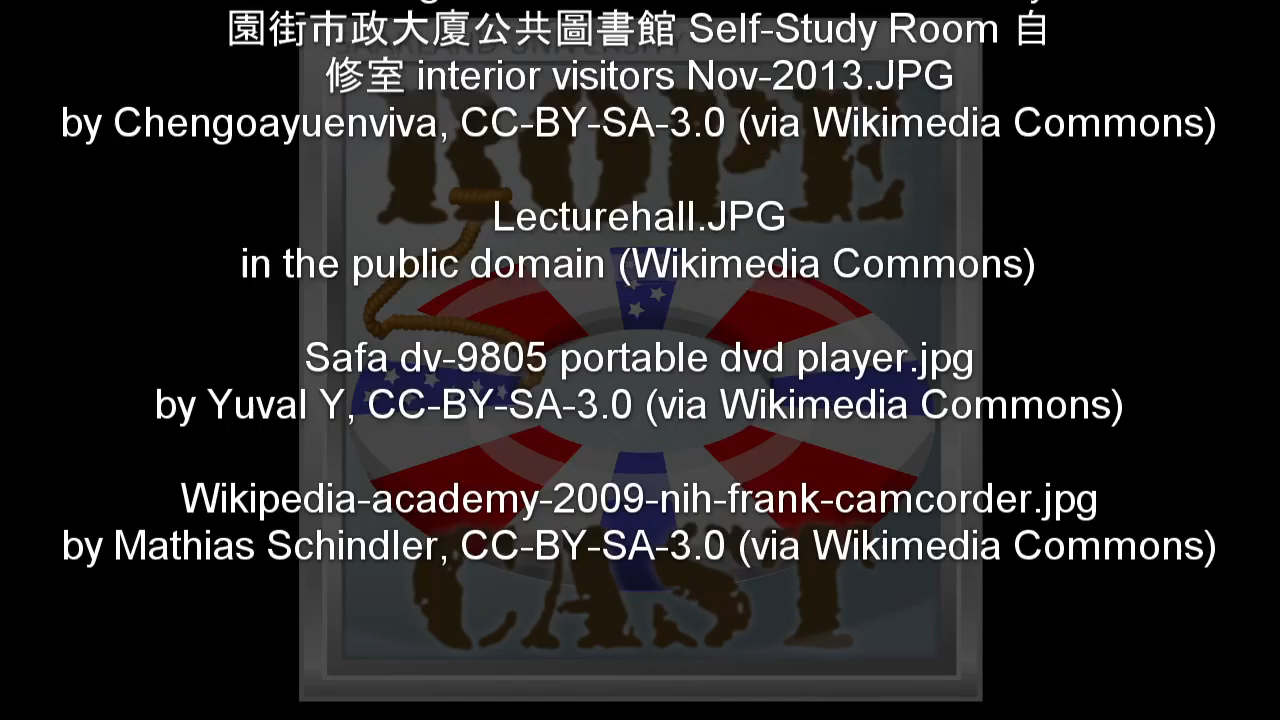 園街市政大廈公共圖書館 Self-Study Room 自
修室 interior visitors Nov-2013.JPG
by Chengoayuenviva, CC-BY-SA-3.0 (via Wikimedia Commons)
Lecturehall.JPG
in the public domain (Wikimedia Commons)
Safa dv-9805 portable dvd player.jpg
by Yuval Y, CC-BY-SA-3.0 (via Wikimedia Commons)
Wikipedia-academy-2009-nih-frank-camcorder.jpg
by Mathias Schindler, CC-BY-SA-3.0 (via Wikimedia Commons)
ROPE
CAST